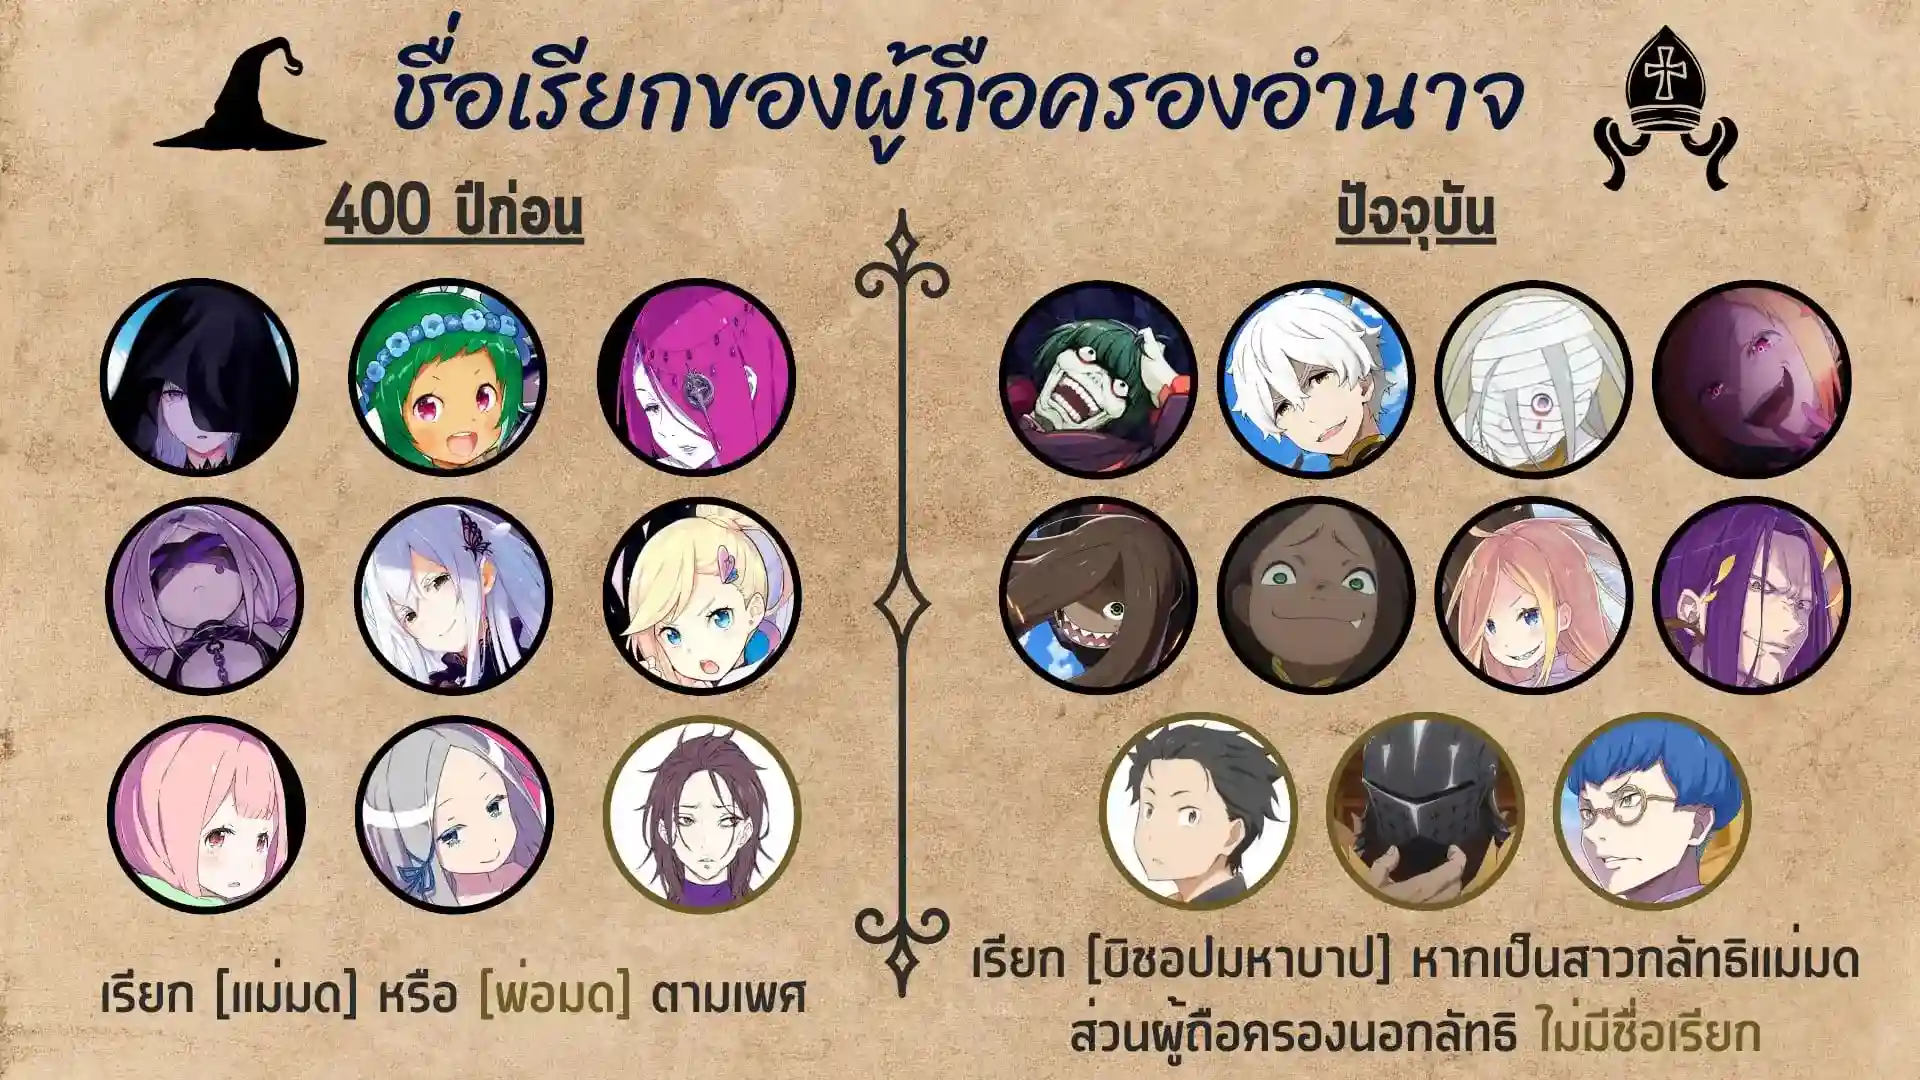 ชื่อเรียกของผู้ถือครองอำนาจ
400 ปีก่อน
ปัจจุบัน
เรียก [แม่มด] หรือ [พ่อมด] ตามเพศ
เรียก [บิชอปมหาบาป] หากเป็นสาวกลัทธิแม่มด
ส่วนผู้ถือครองนอกลัทธิ ไม่มีชื่อเรียก